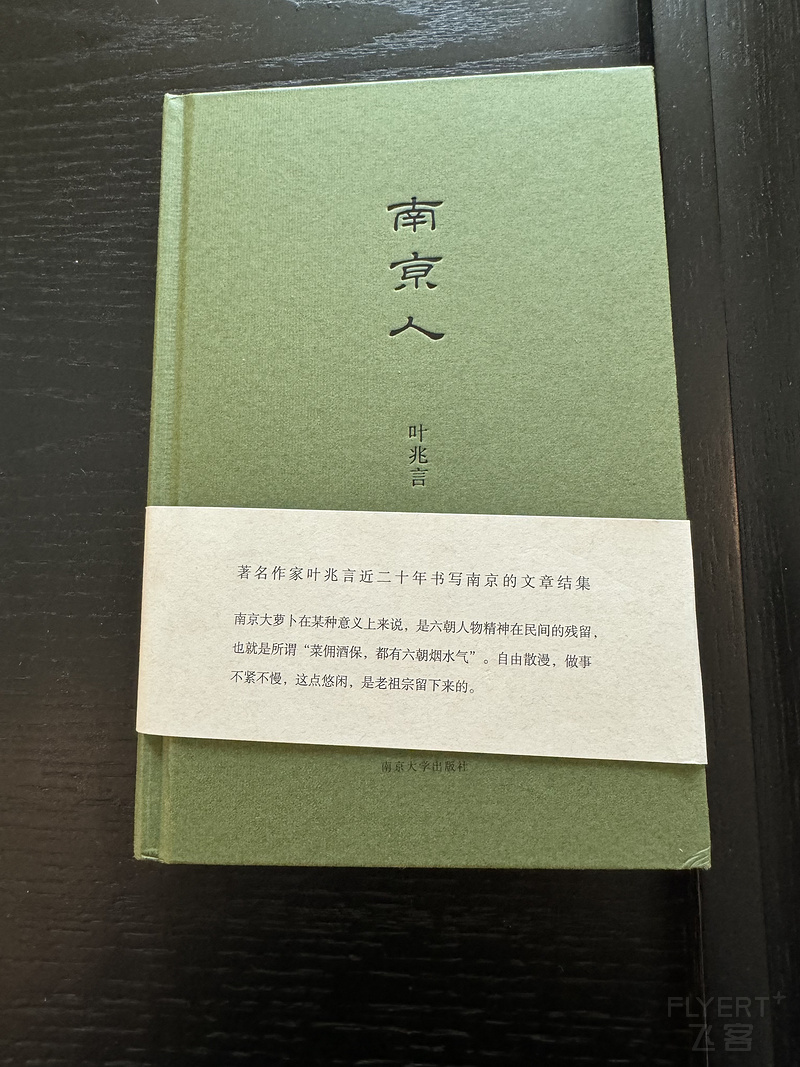 南京人
叶兆言
著名作家叶兆言近二十年书写南京的文章结集
南京大萝卜在某种意义上来说，是六朝人物精神在民间的残留，
也就是所谓“菜佣酒保，都有六朝烟水气”。自由散漫，做事
不紧不慢，这点悠闲，是老祖宗留下来的。
南京大学出版社
FLYERT+
飞客